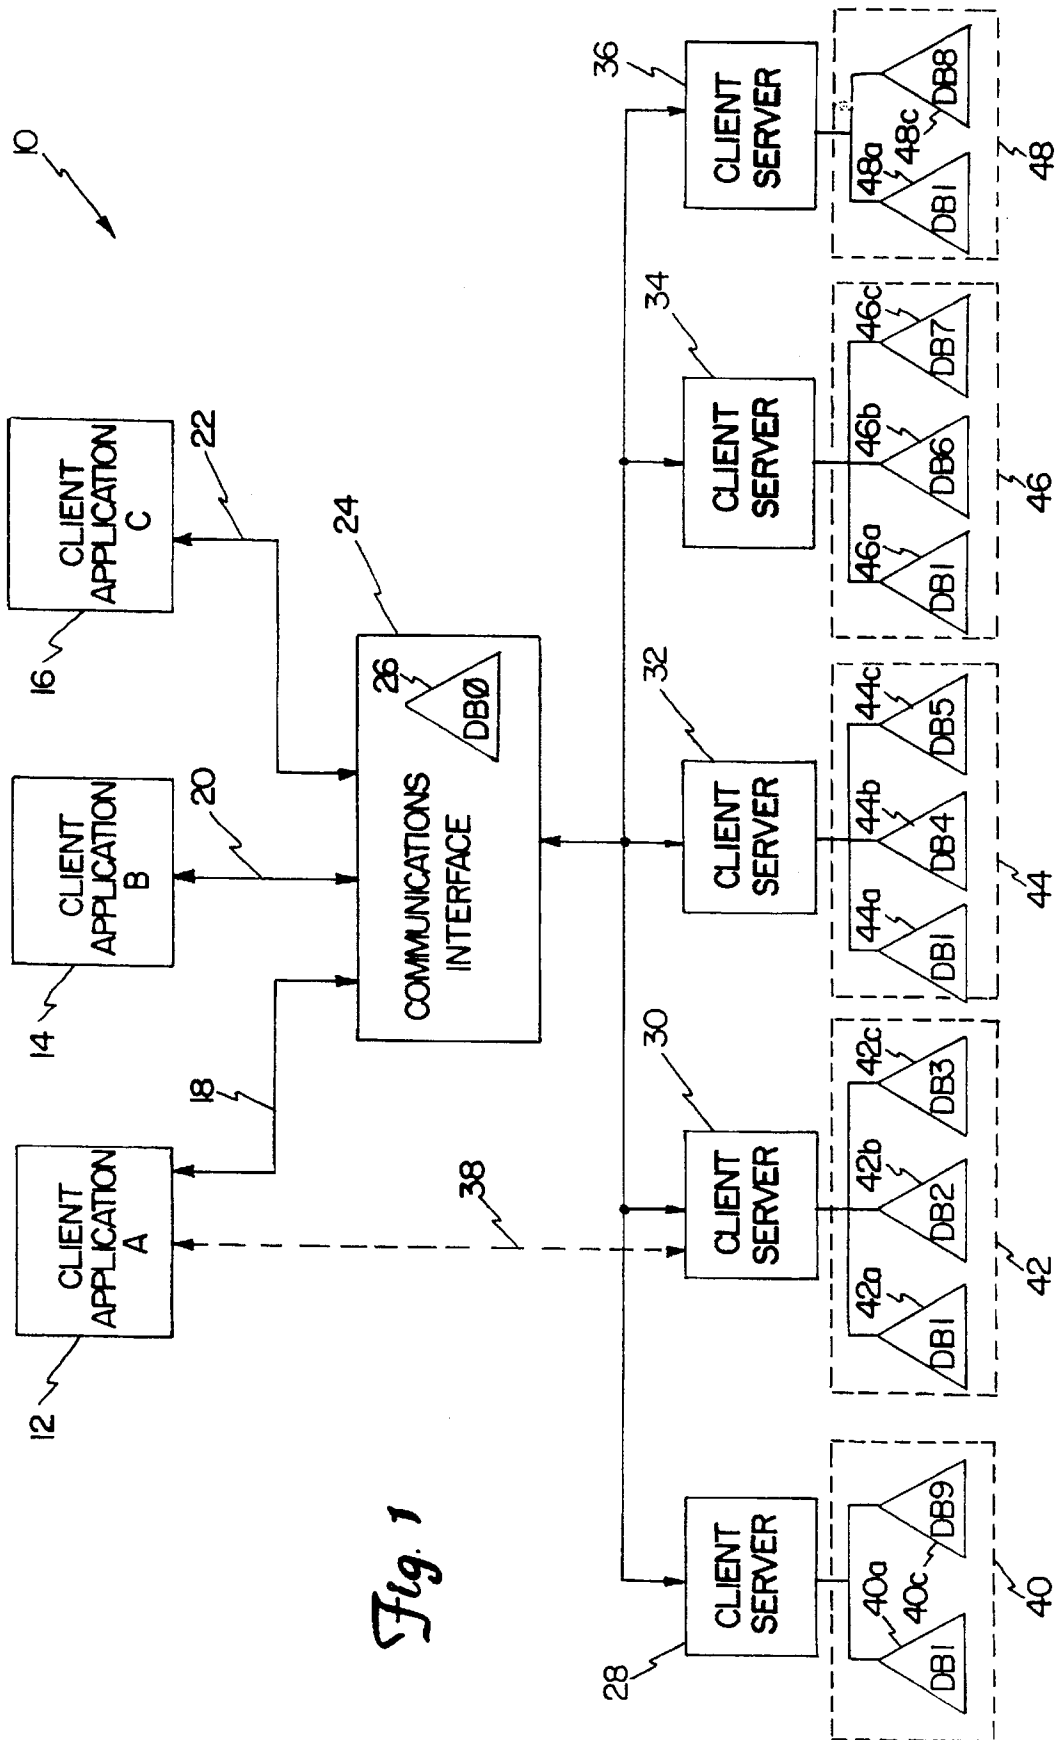 10
CLIENT
APPLICATION
A
12
CLIENT
APPLICATION
B
14
CLIENT
APPLICATION
C
16
18
20
22
COMMUNICATIONS
INTERFACE
24
26
DBØ
38
CLIENT
SERVER
28
CLIENT
SERVER
30
CLIENT
SERVER
32
CLIENT
SERVER
34
CLIENT
SERVER
36
40a
DB1
40c
DB9
40
42a
DB1
42b
DB2
42c
DB3
42
44a
DB1
44b
DB4
44c
DB5
44
46a
DB1
46b
DB6
46c
DB7
46
48a
DB1
48c
DB8
48
Fig. 1